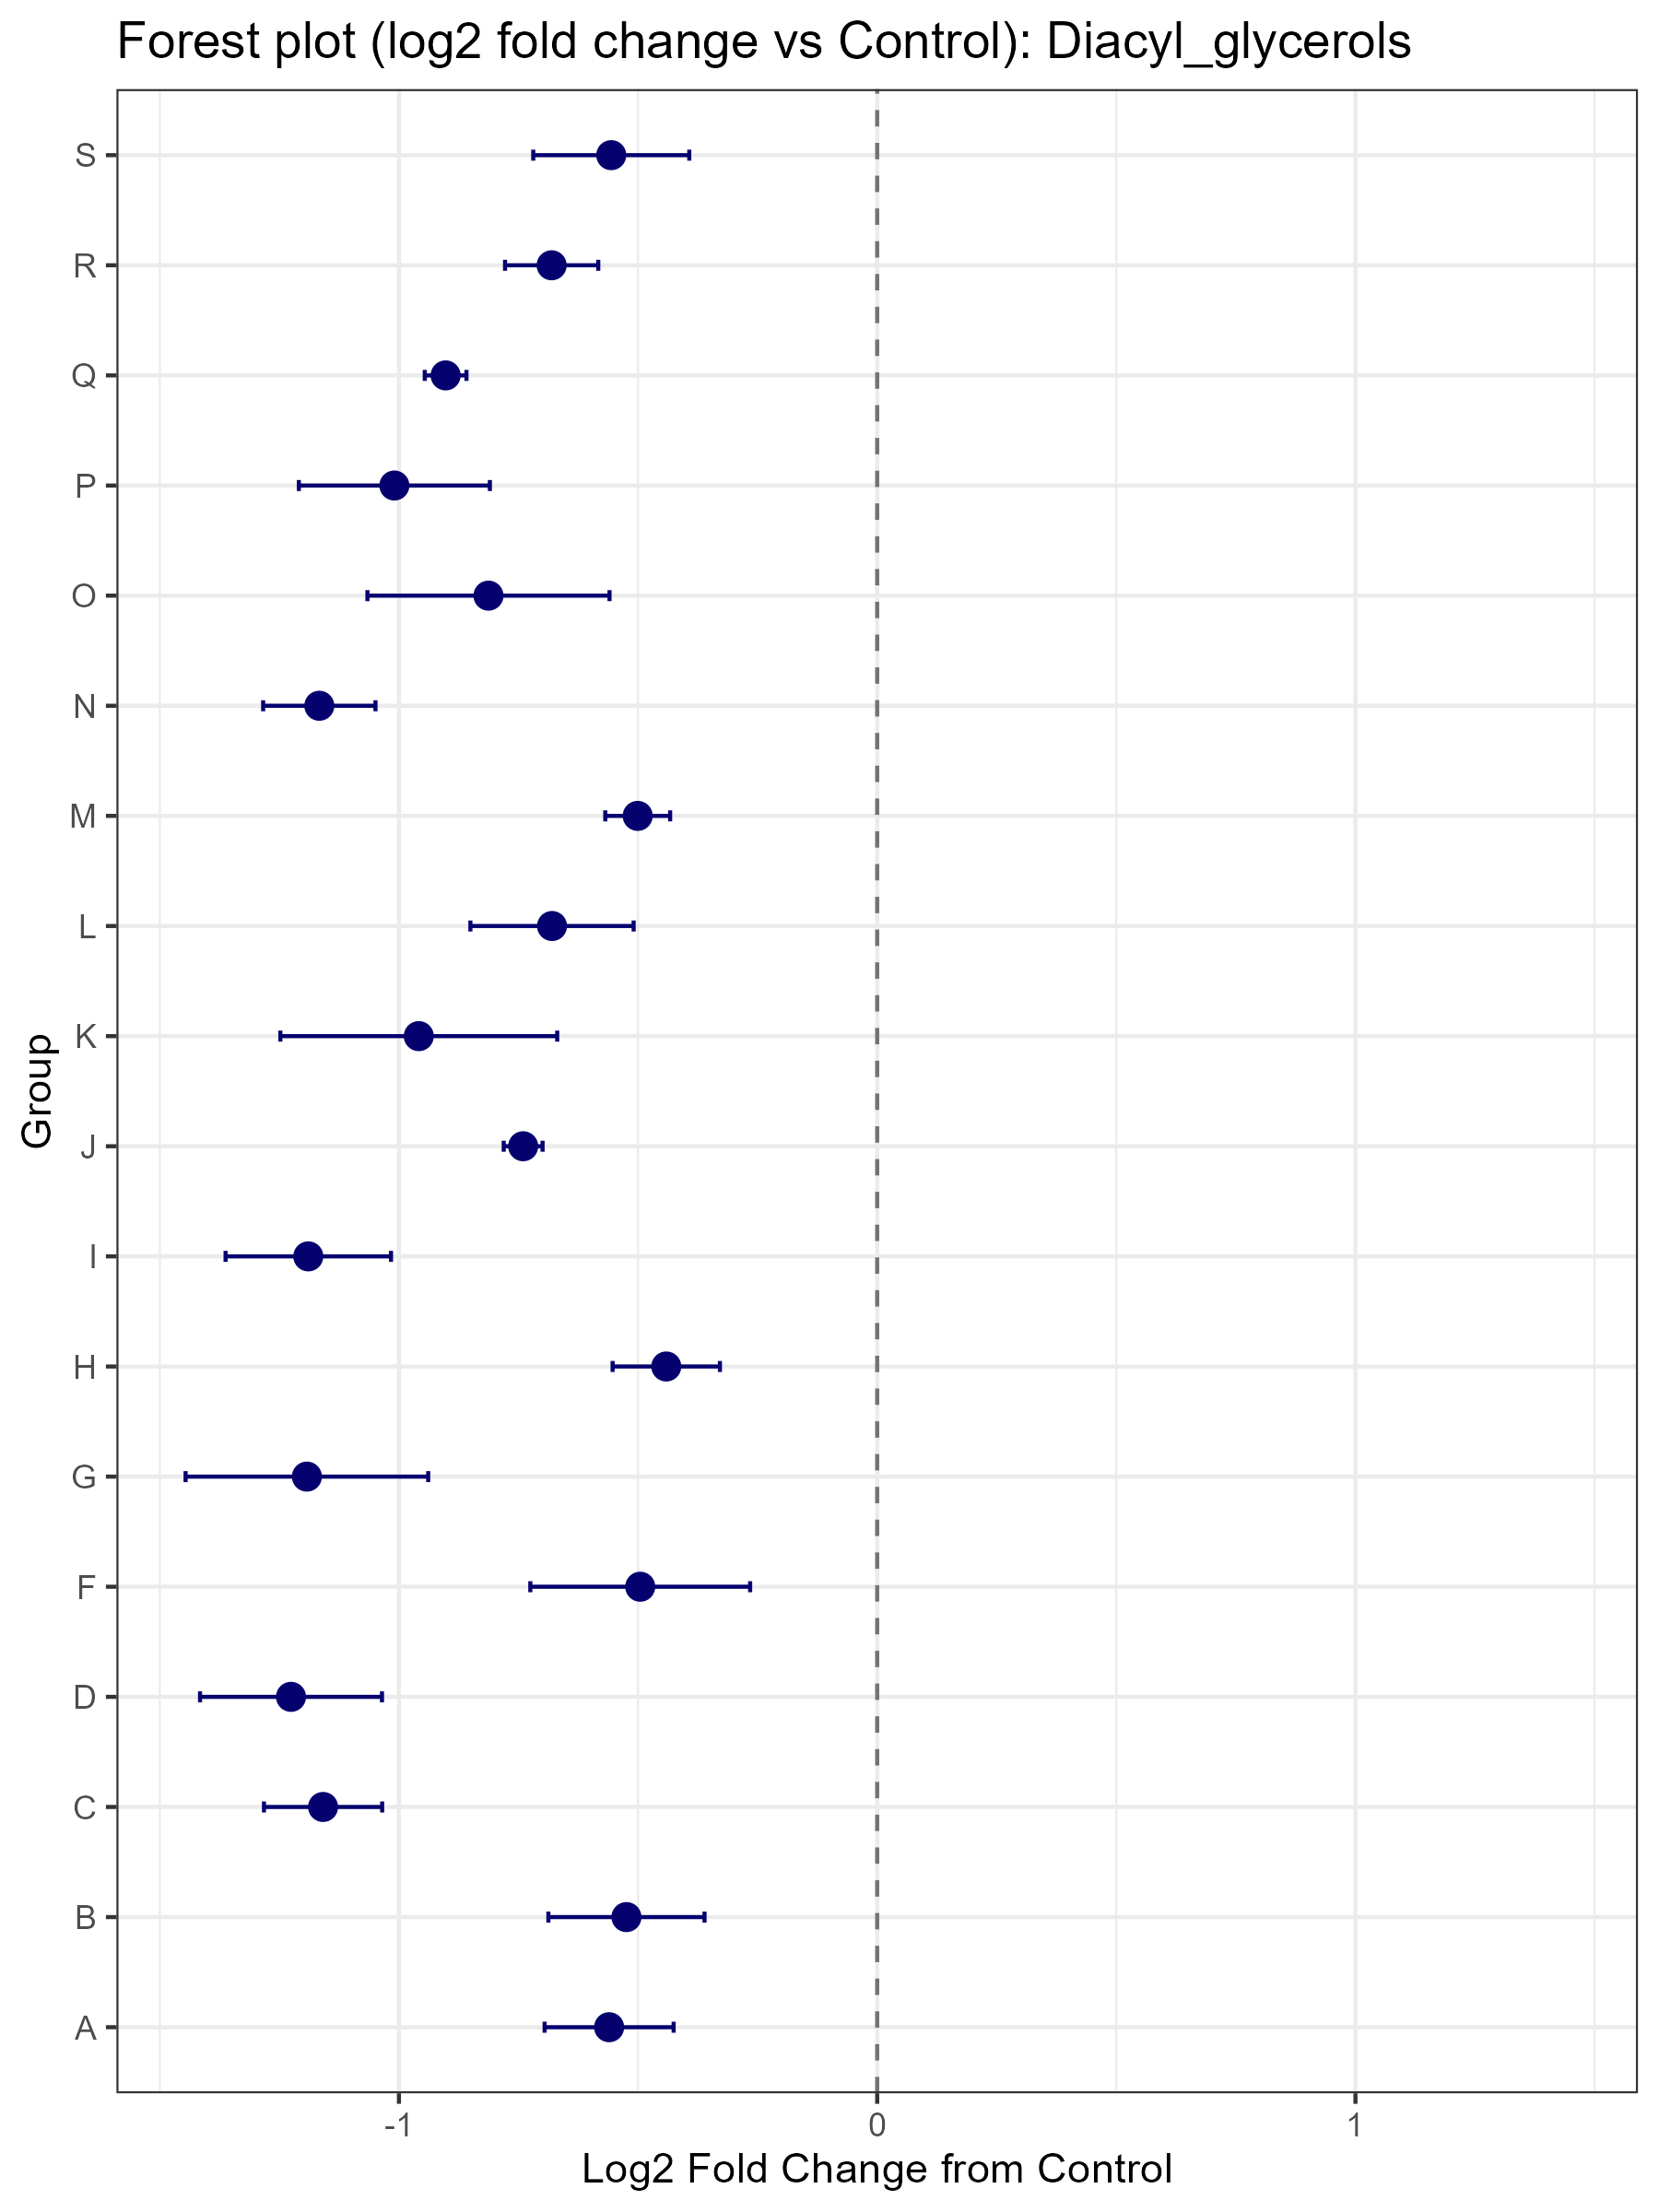 Forest plot (log2 fold change vs Control): Diacyl_glycerols
S
R
Q
P
O
N
M
L
K
J
I
H
G
F
D
C
B
A
Group
-1 0 1
Log2 Fold Change from Control